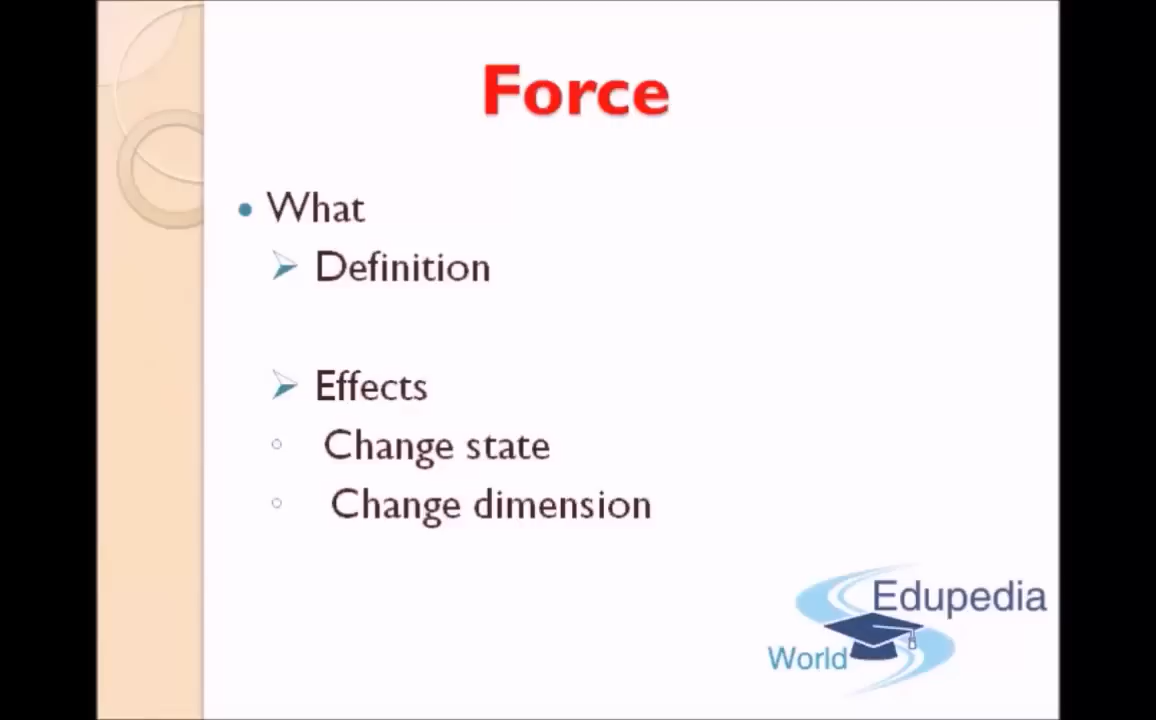 Force
What
Definition
Effects
Change state
Change dimension
Edupedia
World